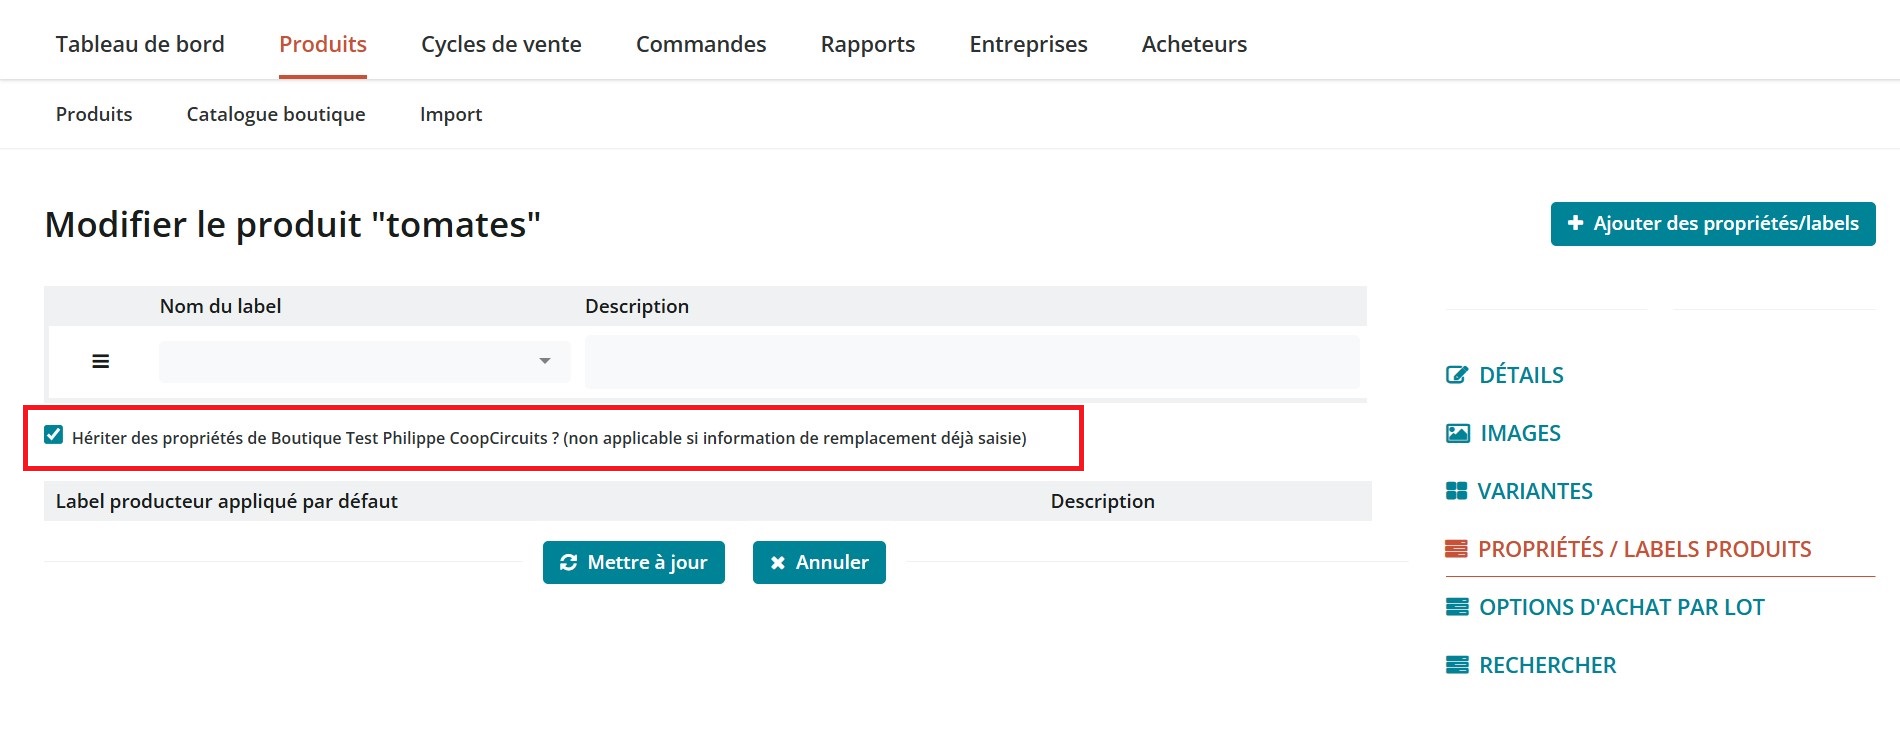 Tableau de bord Produits Cycles de vente Commandes Rapports Entreprises Acheteurs
Produits Catalogue boutique Import
Modifier le produit "tomates"
Ajouter des propriétés/labels
Nom du label Description
Hériter des propriétés de Boutique Test Philippe CoopCircuits ? (non applicable si information de remplacement déjà saisie)
Label producteur appliqué par défaut Description
Mettre à jour Annuler
DÉTAILS
IMAGES
VARIANTES
PROPRIÉTÉS / LABELS PRODUITS
OPTIONS D'ACHAT PAR LOT
RECHERCHER